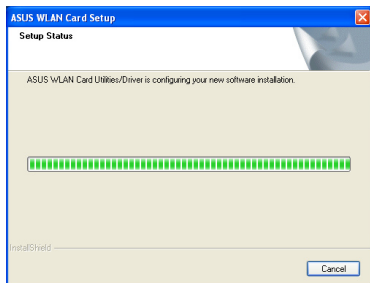 ASUS WLAN Card Setup
Setup Status
ASUS WLAN Card Utilities/Driver is configuring your new software installation.
InstallShield
Cancel